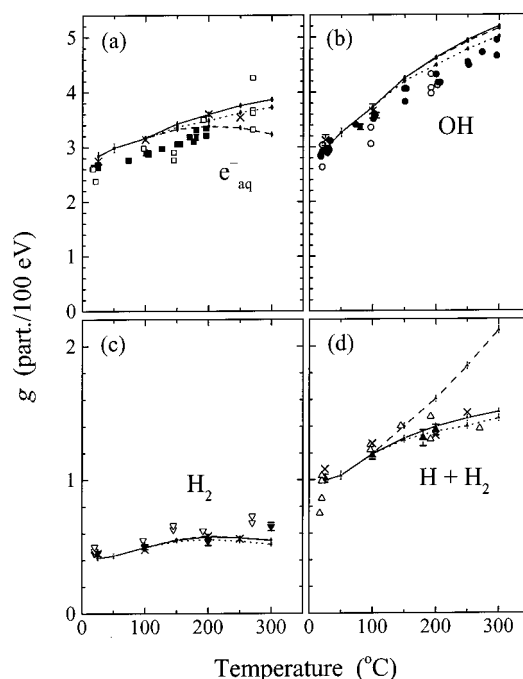 (a)
(b)
5
4
3
2
1
0
e⁻aq
OH
(c)
(d)
2
1
0
H₂
H + H₂
0 100 200 300
0 100 200 300
g (part./100 eV)
Temperature (°C)